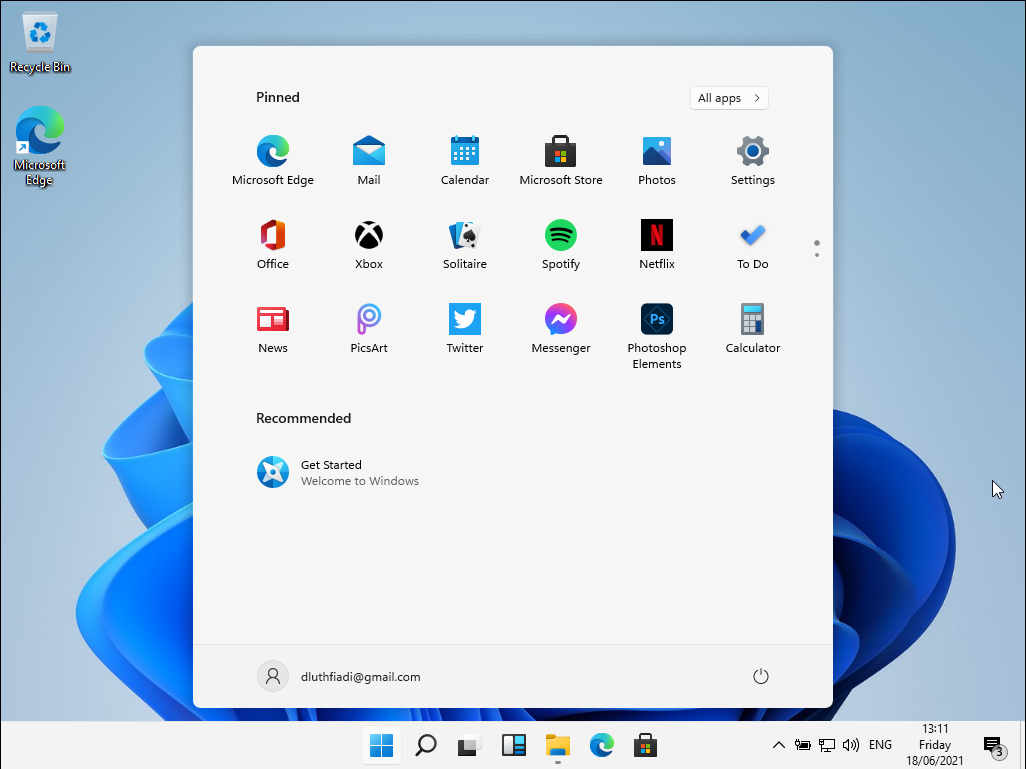 Recycle Bin
Microsoft
Edge
Pinned
All apps
Microsoft Edge
Mail
Calendar
Microsoft Store
Photos
Settings
Office
Xbox
Solitaire
Spotify
Netflix
To Do
News
PicsArt
Twitter
Messenger
Ps
Photoshop
Elements
Calculator
Recommended
Get Started
Welcome to Windows
dluthfiadi@gmail.com
ENG
13:11
Friday
18/06/2021
3